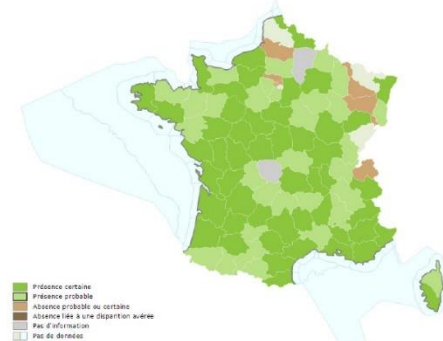 Présence certaine
Présence probable
Absence probable ou certaine
Absence liée à une disparition avérée
Pas d'information
Pas de données